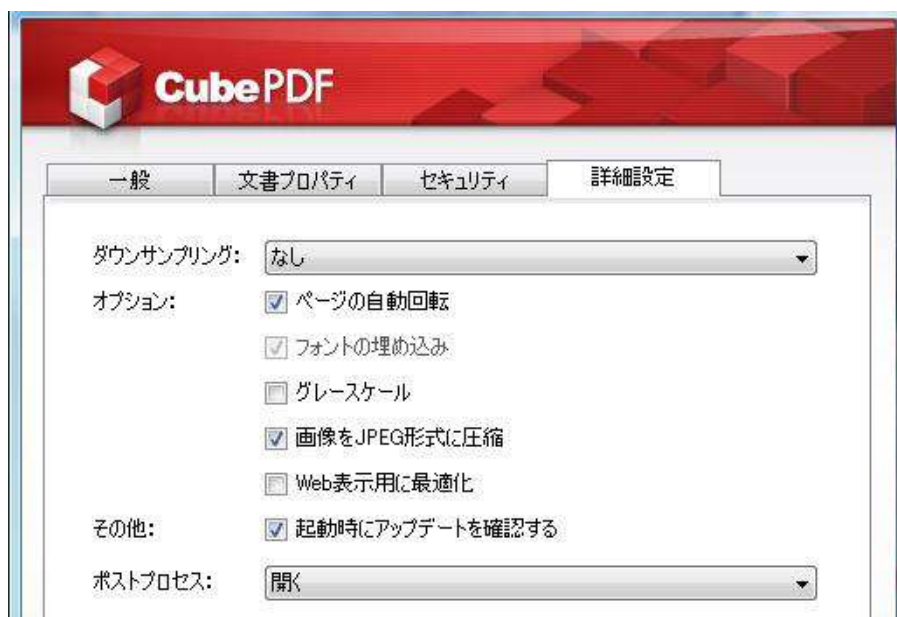 CubePDF
一般 文書プロパティ セキュリティ 詳細設定
ダウンサンプリング: なし
オプション: ページの自動回転
フォントの埋め込み
グレースケール
画像をJPEG形式に圧縮
Web表示用に最適化
その他: 起動時にアップデートを確認する
ポストプロセス: 開く